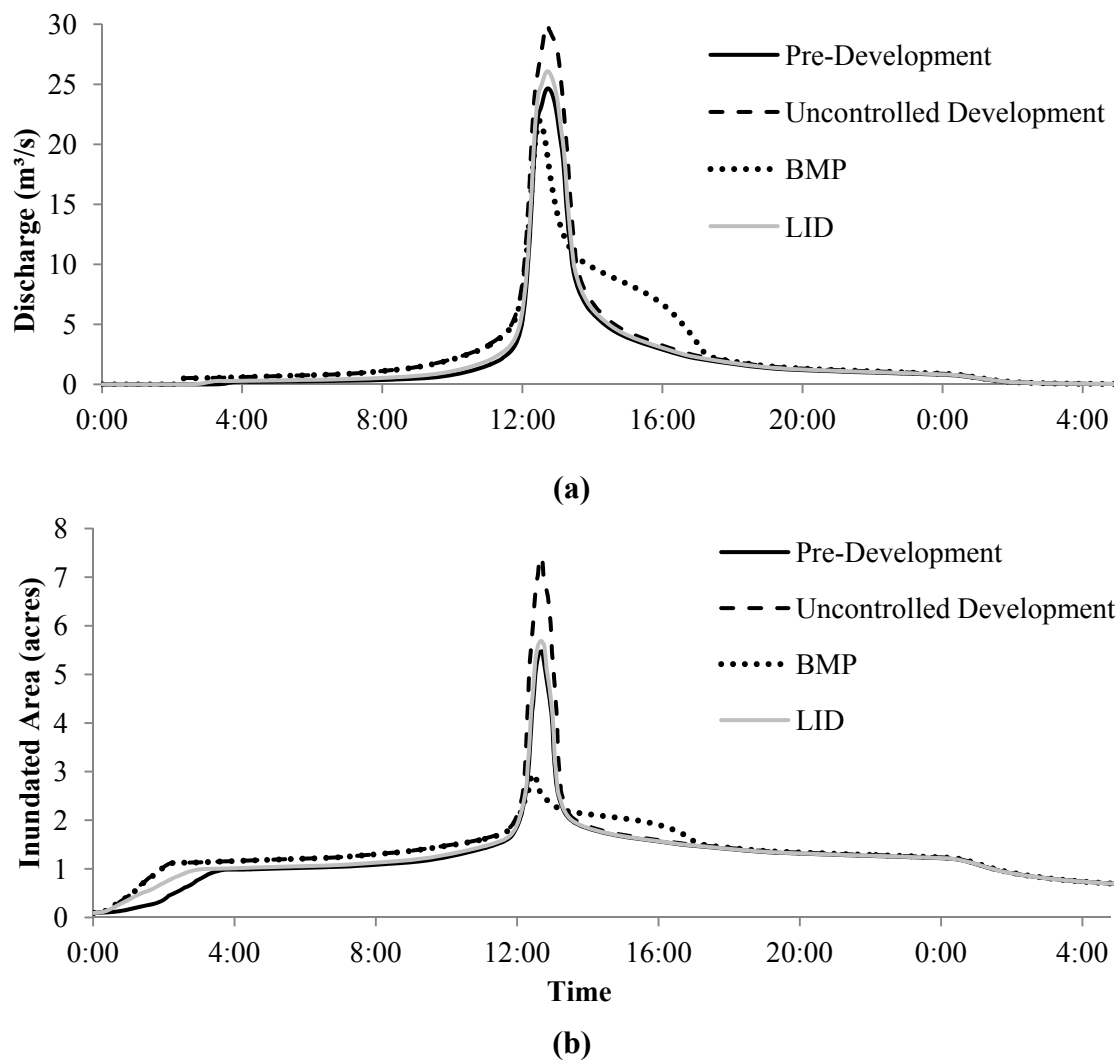 30
25
20
15
10
5
0
Discharge (m³/s)
Pre-Development
Uncontrolled Development
BMP
LID
0:00 4:00 8:00 12:00 16:00 20:00 0:00 4:00
(a)
8
7
6
5
4
3
2
1
0
Inundated Area (acres)
Pre-Development
Uncontrolled Development
BMP
LID
0:00 4:00 8:00 12:00 16:00 20:00 0:00 4:00
Time
(b)